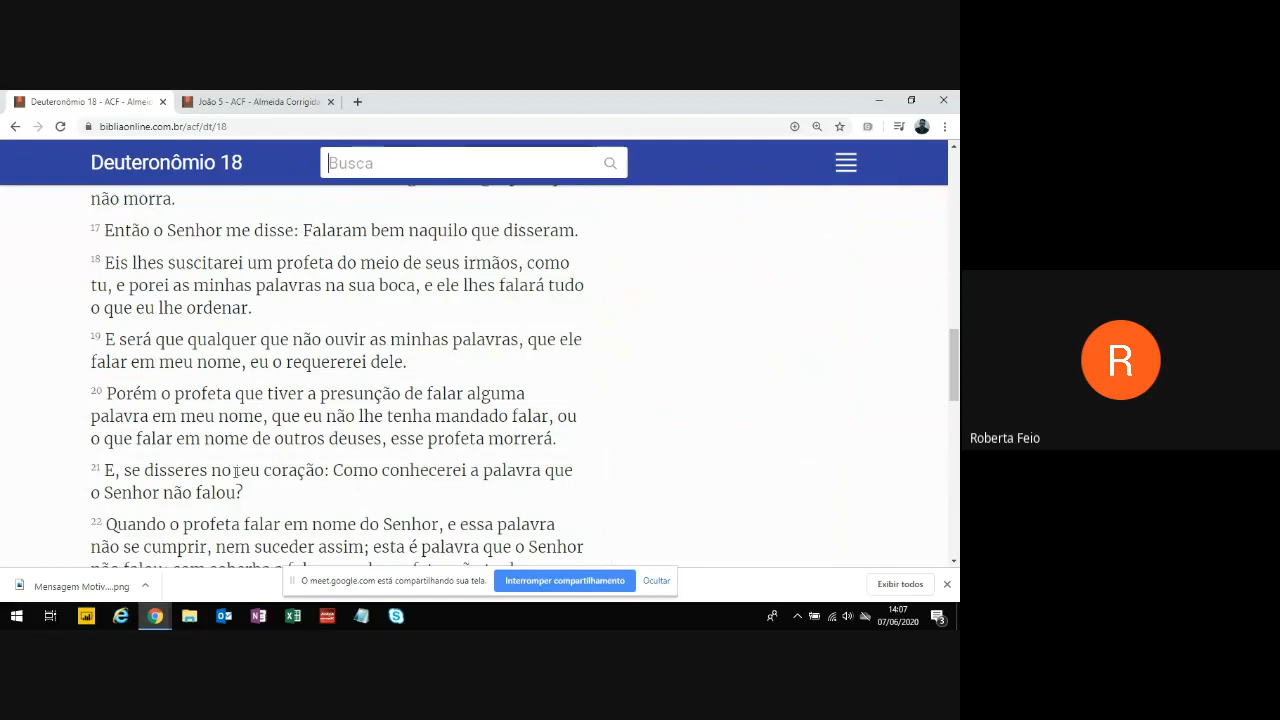 Deuteronômio 18 - ACF - Almei
João 5 - ACF - Almeida Corrigida
bibliaonline.com.br/acf/dt/18
Deuteronômio 18
Busca
não morra.
17 Então o Senhor me disse: Falaram bem naquilo que disseram.
18 Eis lhes suscitarei um profeta do meio de seus irmãos, como
tu, e porei as minhas palavras na sua boca, e ele lhes falará tudo
o que eu lhe ordenar.
19 E será que qualquer que não ouvir as minhas palavras, que ele
falar em meu nome, eu o requererei dele.
20 Porém o profeta que tiver a presunção de falar alguma
palavra em meu nome, que eu não lhe tenha mandado falar, ou
o que falar em nome de outros deuses, esse profeta morrerá.
21 E, se disseres no teu coração: Como conhecerei a palavra que
o Senhor não falou?
22 Quando o profeta falar em nome do Senhor, e essa palavra
não se cumprir, nem suceder assim; esta é palavra que o Senhor
Mensagem Motiv....png
O meet.google.com está compartilhando sua tela.
Interromper compartilhamento
Ocultar
Exibir todos
14:07
07/06/2020
3
R
Roberta Feio